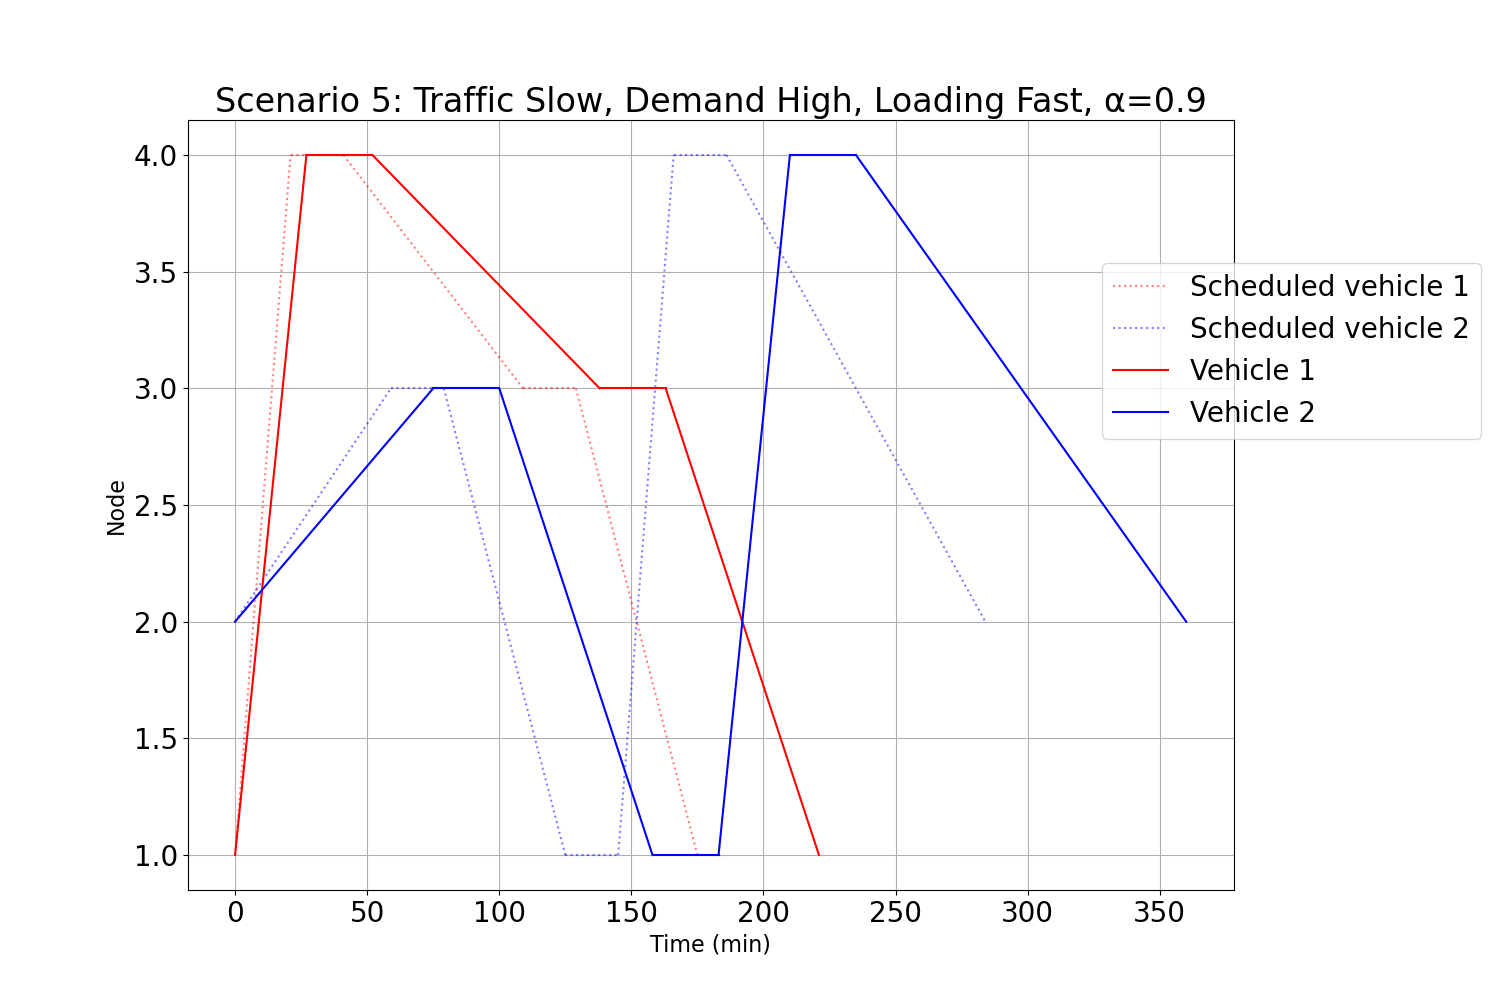 Scenario 5: Traffic Slow, Demand High, Loading Fast, α=0.9
4.0
3.5
3.0
2.5
2.0
1.5
1.0
Node
0 50 100 150 200 250 300 350
Time (min)
Scheduled vehicle 1
Scheduled vehicle 2
Vehicle 1
Vehicle 2